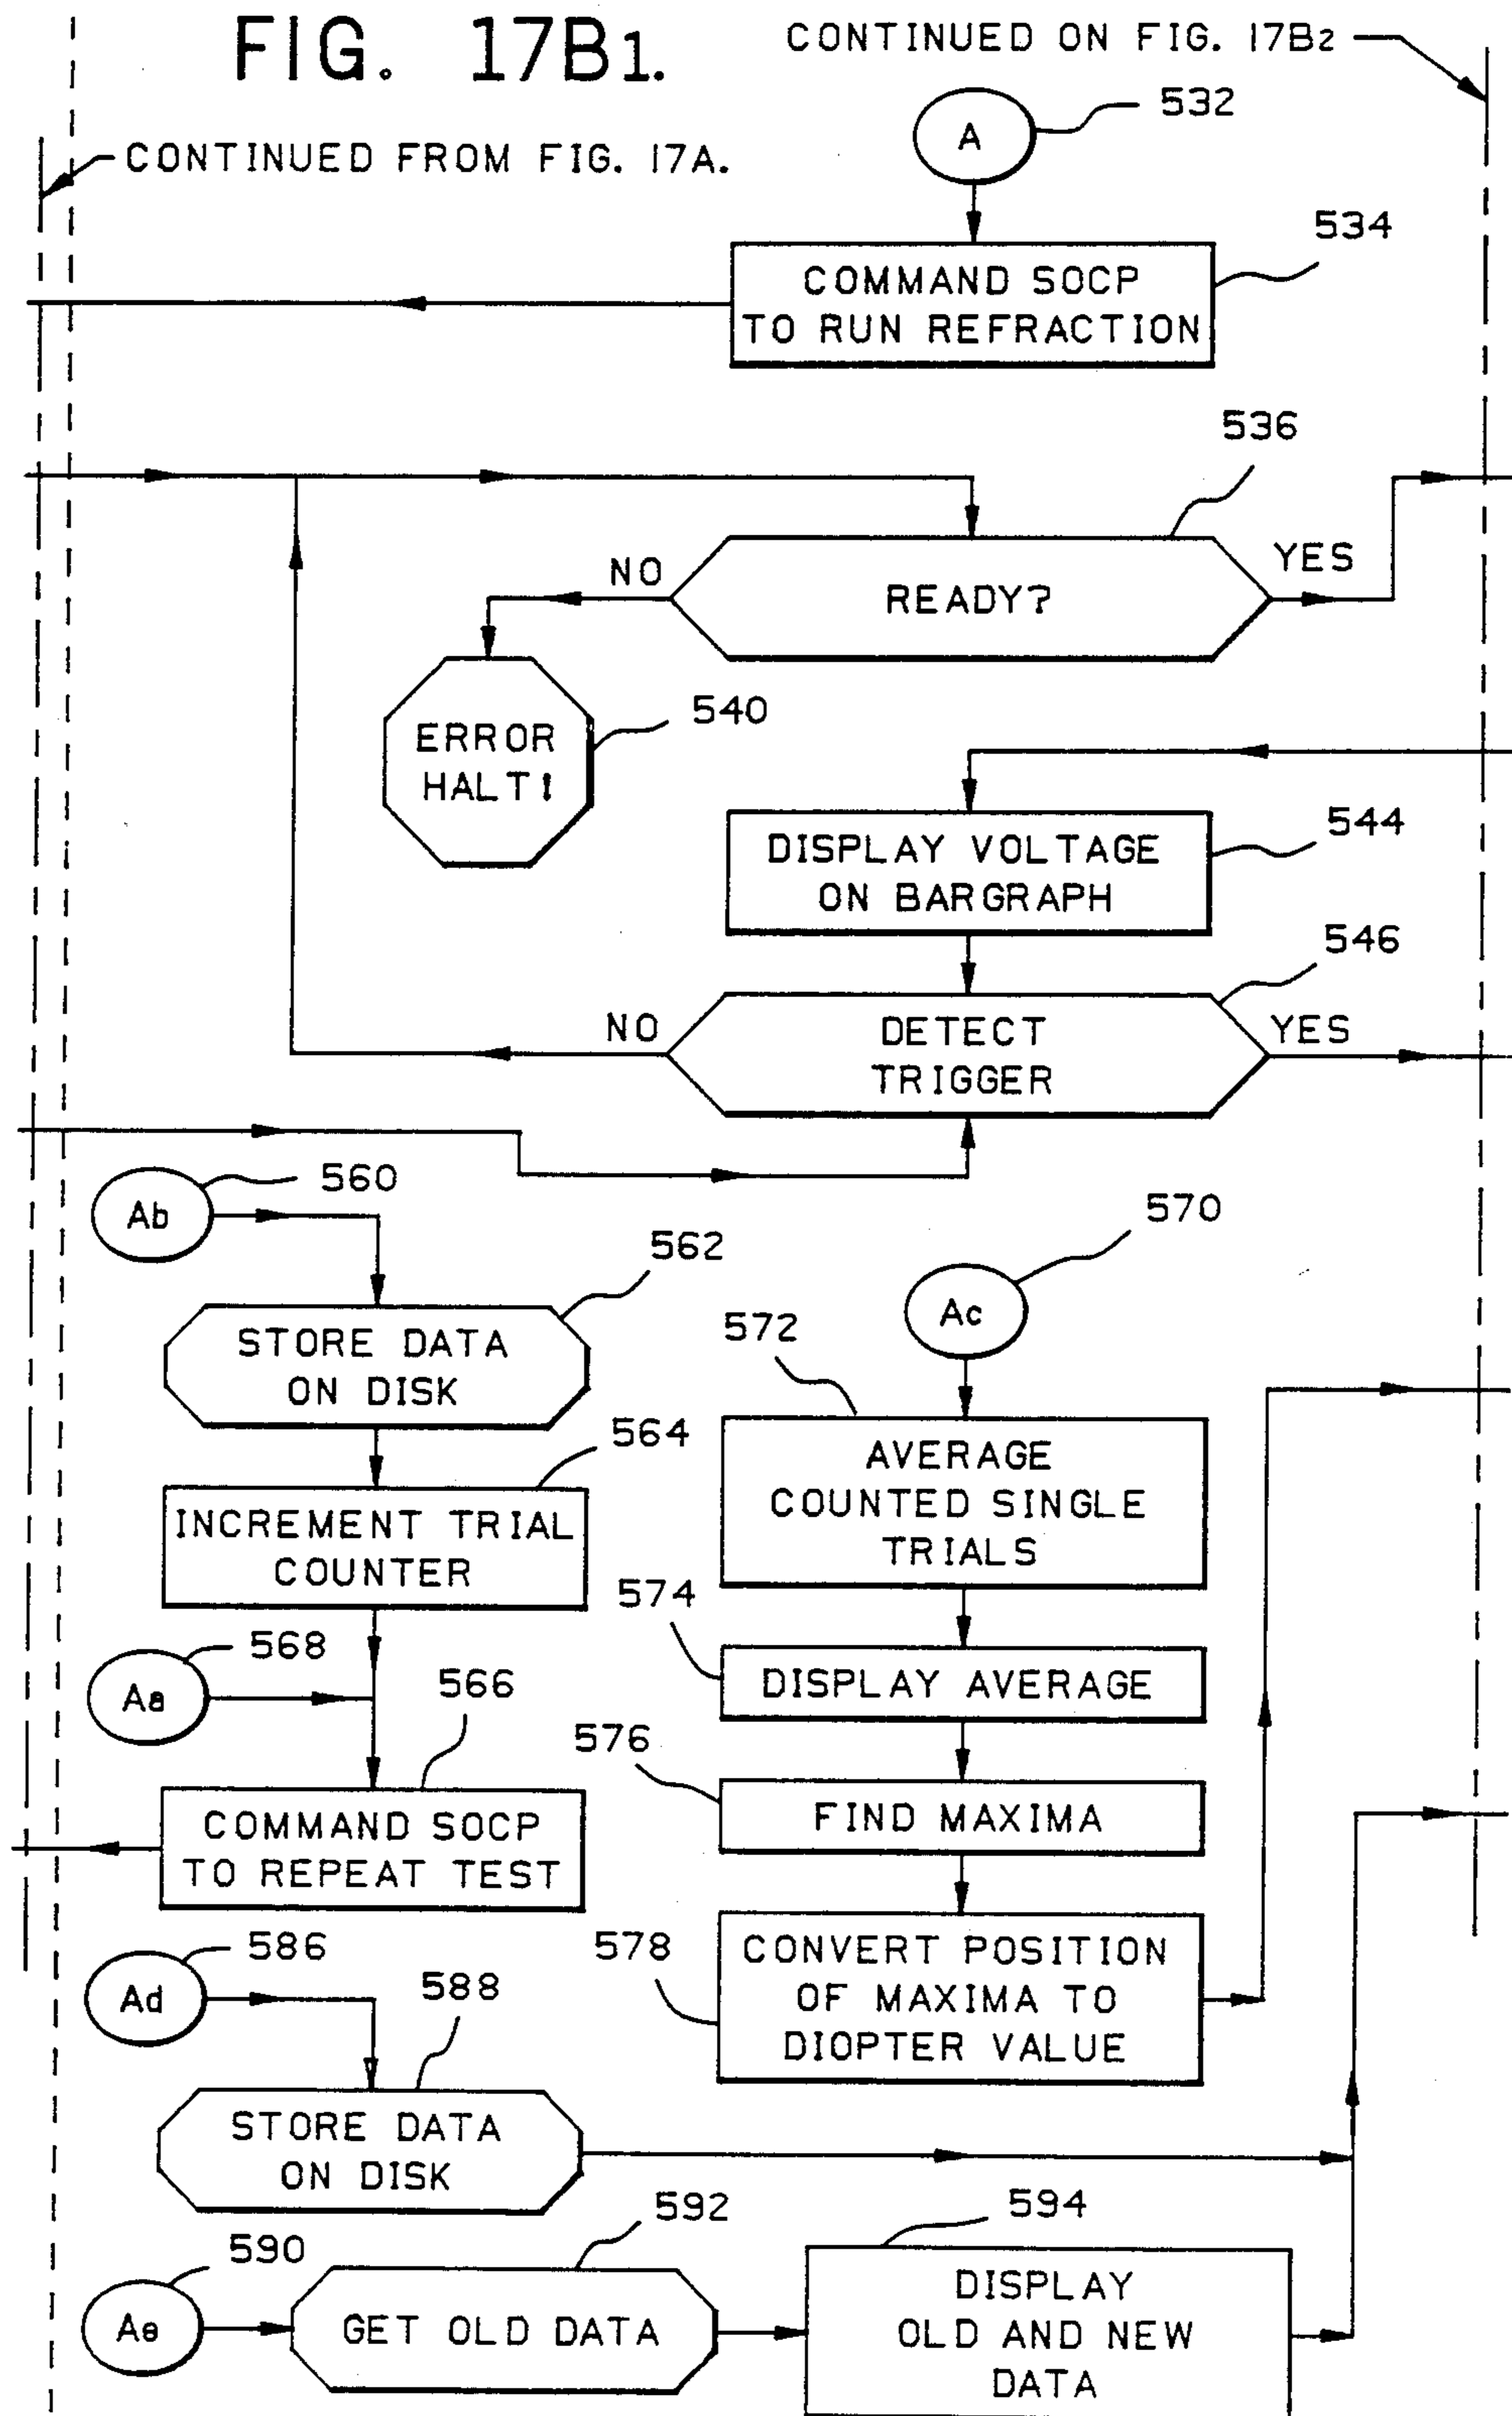 FIG. 17B1.
CONTINUED ON FIG. 17B2
CONTINUED FROM FIG. 17A.
A
532
534
COMMAND SOCP
TO RUN REFRACTION
536
NO
READY?
YES
ERROR
HALT!
540
DISPLAY VOLTAGE
ON BARGRAPH
544
546
NO
DETECT
TRIGGER
YES
Ab
560
562
STORE DATA
ON DISK
564
INCREMENT TRIAL
COUNTER
Aa
568
566
COMMAND SOCP
TO REPEAT TEST
570
Ac
572
AVERAGE
COUNTED SINGLE
TRIALS
574
DISPLAY AVERAGE
576
FIND MAXIMA
578
CONVERT POSITION
OF MAXIMA TO
DIOPTER VALUE
586
Ad
588
STORE DATA
ON DISK
590
Ae
592
GET OLD DATA
594
DISPLAY
OLD AND NEW
DATA